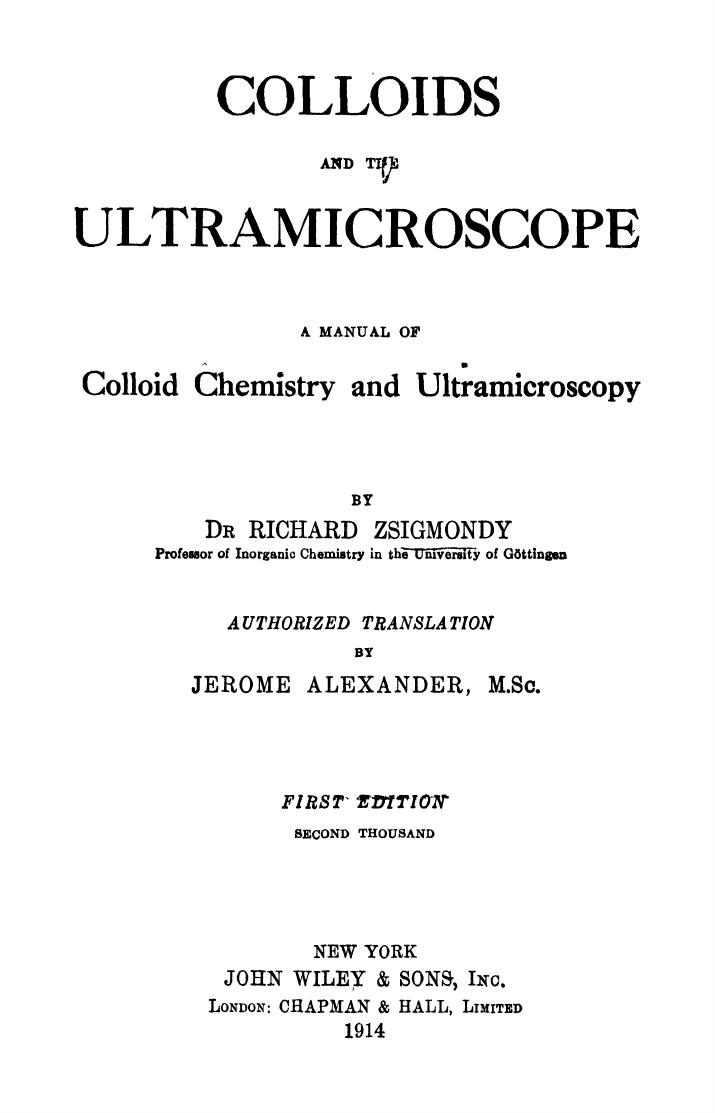 COLLOIDS
AND THE
ULTRAMICROSCOPE
A MANUAL OF
Colloid Chemistry and Ultramicroscopy
BY
DR RICHARD ZSIGMONDY
Professor of Inorganic Chemistry in the University of Göttingen
AUTHORIZED TRANSLATION
BY
JEROME ALEXANDER, M.Sc.
FIRST EDITION
SECOND THOUSAND
NEW YORK
JOHN WILEY & SONS, INC.
LONDON: CHAPMAN & HALL, LIMITED
1914